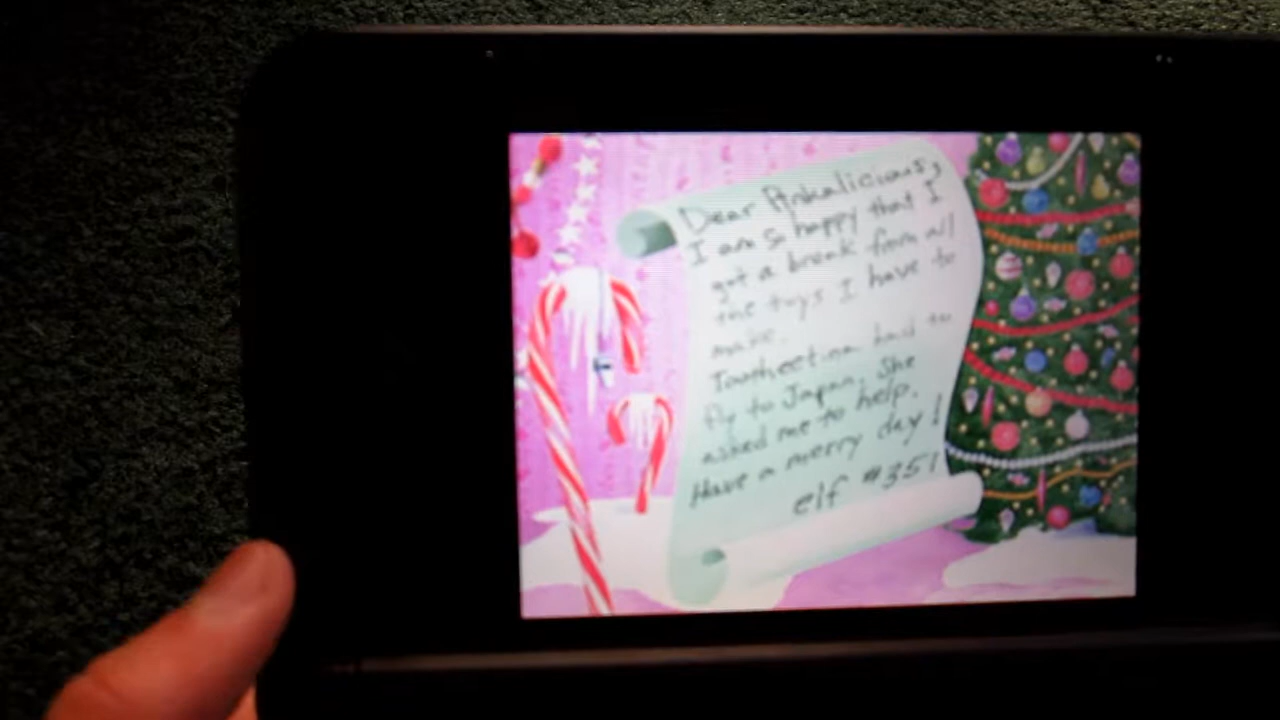 Dear Pinkalicious,
I am so happy that I
got a break from all
the toys I have to
make.
Tootheetina had to
fly to Japan. She
asked me to help.
Have a merry day!
elf #351